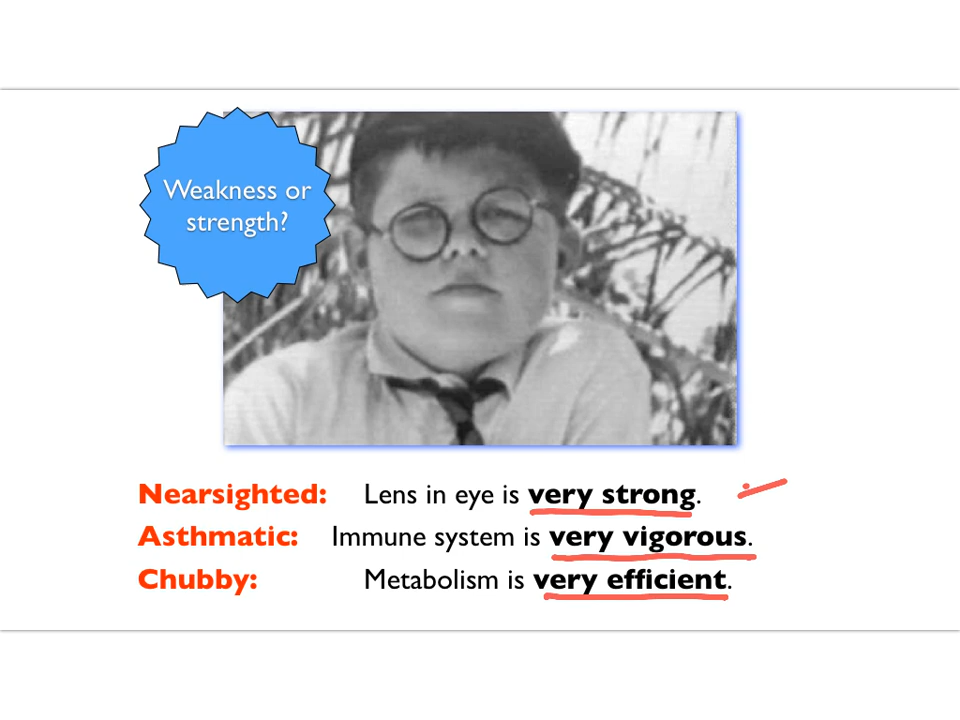 Weakness or
strength?
Nearsighted: Lens in eye is very strong.
Asthmatic: Immune system is very vigorous.
Chubby: Metabolism is very efficient.